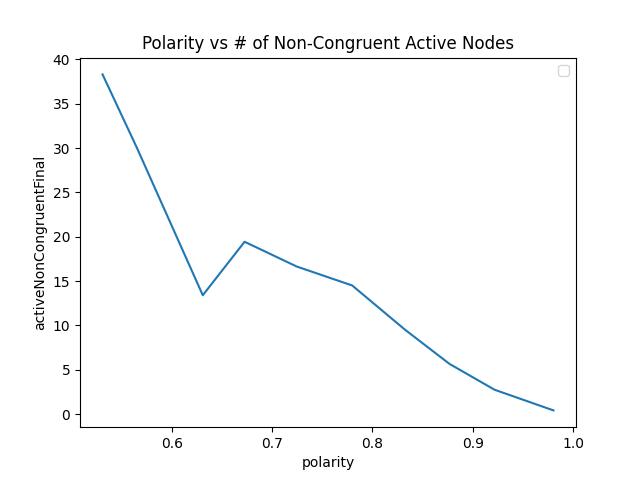 Polarity vs # of Non-Congruent Active Nodes
40
35
30
25
20
15
10
5
0
activeNonCongruentFinal
0.6 0.7 0.8 0.9 1.0
polarity